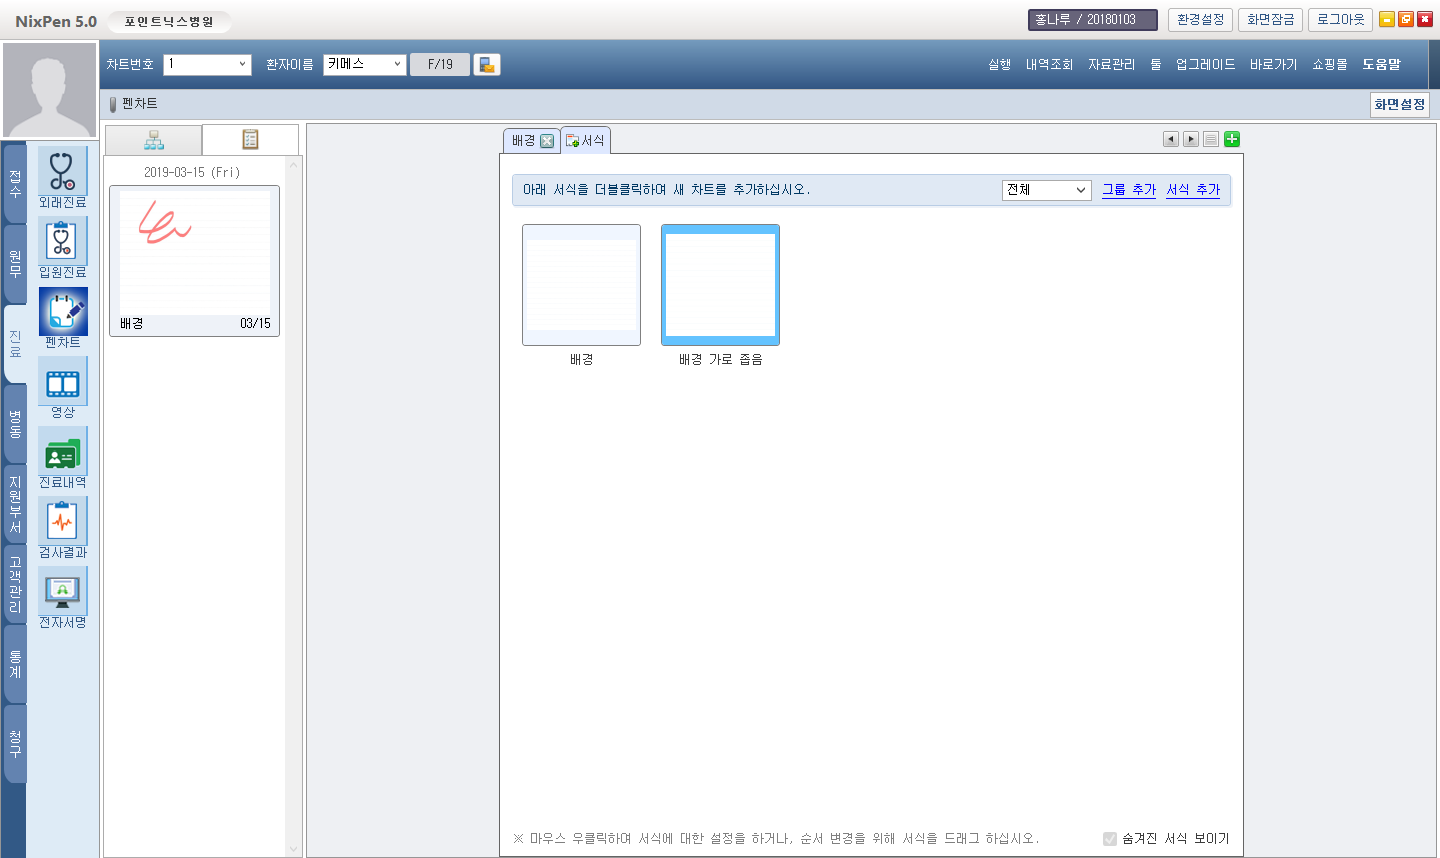 NixPen 5.0 포인트닉스병원 홍나루 / 20180103 환경설정 화면잠금 로그아웃
차트번호 1 환자이름 키메스 F/19 실행 내역조회 자료관리 툴 업그레이드 바로가기 쇼핑몰 도움말
펜차트 화면설정
접수
원무
진료
병동
지원부서
고객관리
통계
청구
외래진료
입원진료
펜차트
영상
진료내역
검사결과
전자서명
2019-03-15 (Fri)
배경 03/15
배경 서식
아래 서식을 더블클릭하여 새 차트를 추가하십시오. 전체 그룹 추가 서식 추가
배경 배경 가로 좁음
※ 마우스 우클릭하여 서식에 대한 설정을 하거나, 순서 변경을 위해 서식을 드래그 하십시오. 숨겨진 서식 보이기